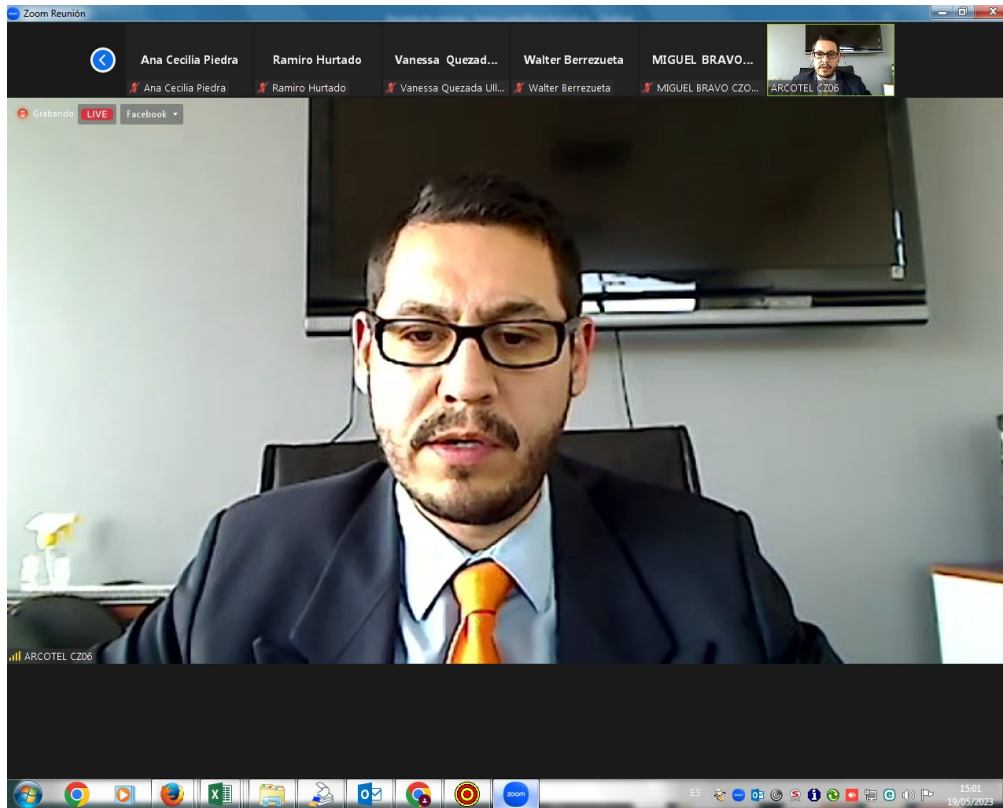 Zoom Reunión
Ana Cecilia Piedra
Ramiro Hurtado
Vanessa Quezad...
Walter Berrezueta
MIGUEL BRAVO...
Ana Cecilia Piedra
Ramiro Hurtado
Vanessa Quezada Ull...
Walter Berrezueta
MIGUEL BRAVO CZO...
ARCOTEL CZ06
Grabando
LIVE
Facebook
ARCOTEL CZ06
zoom
ES
15:01
19/05/2023